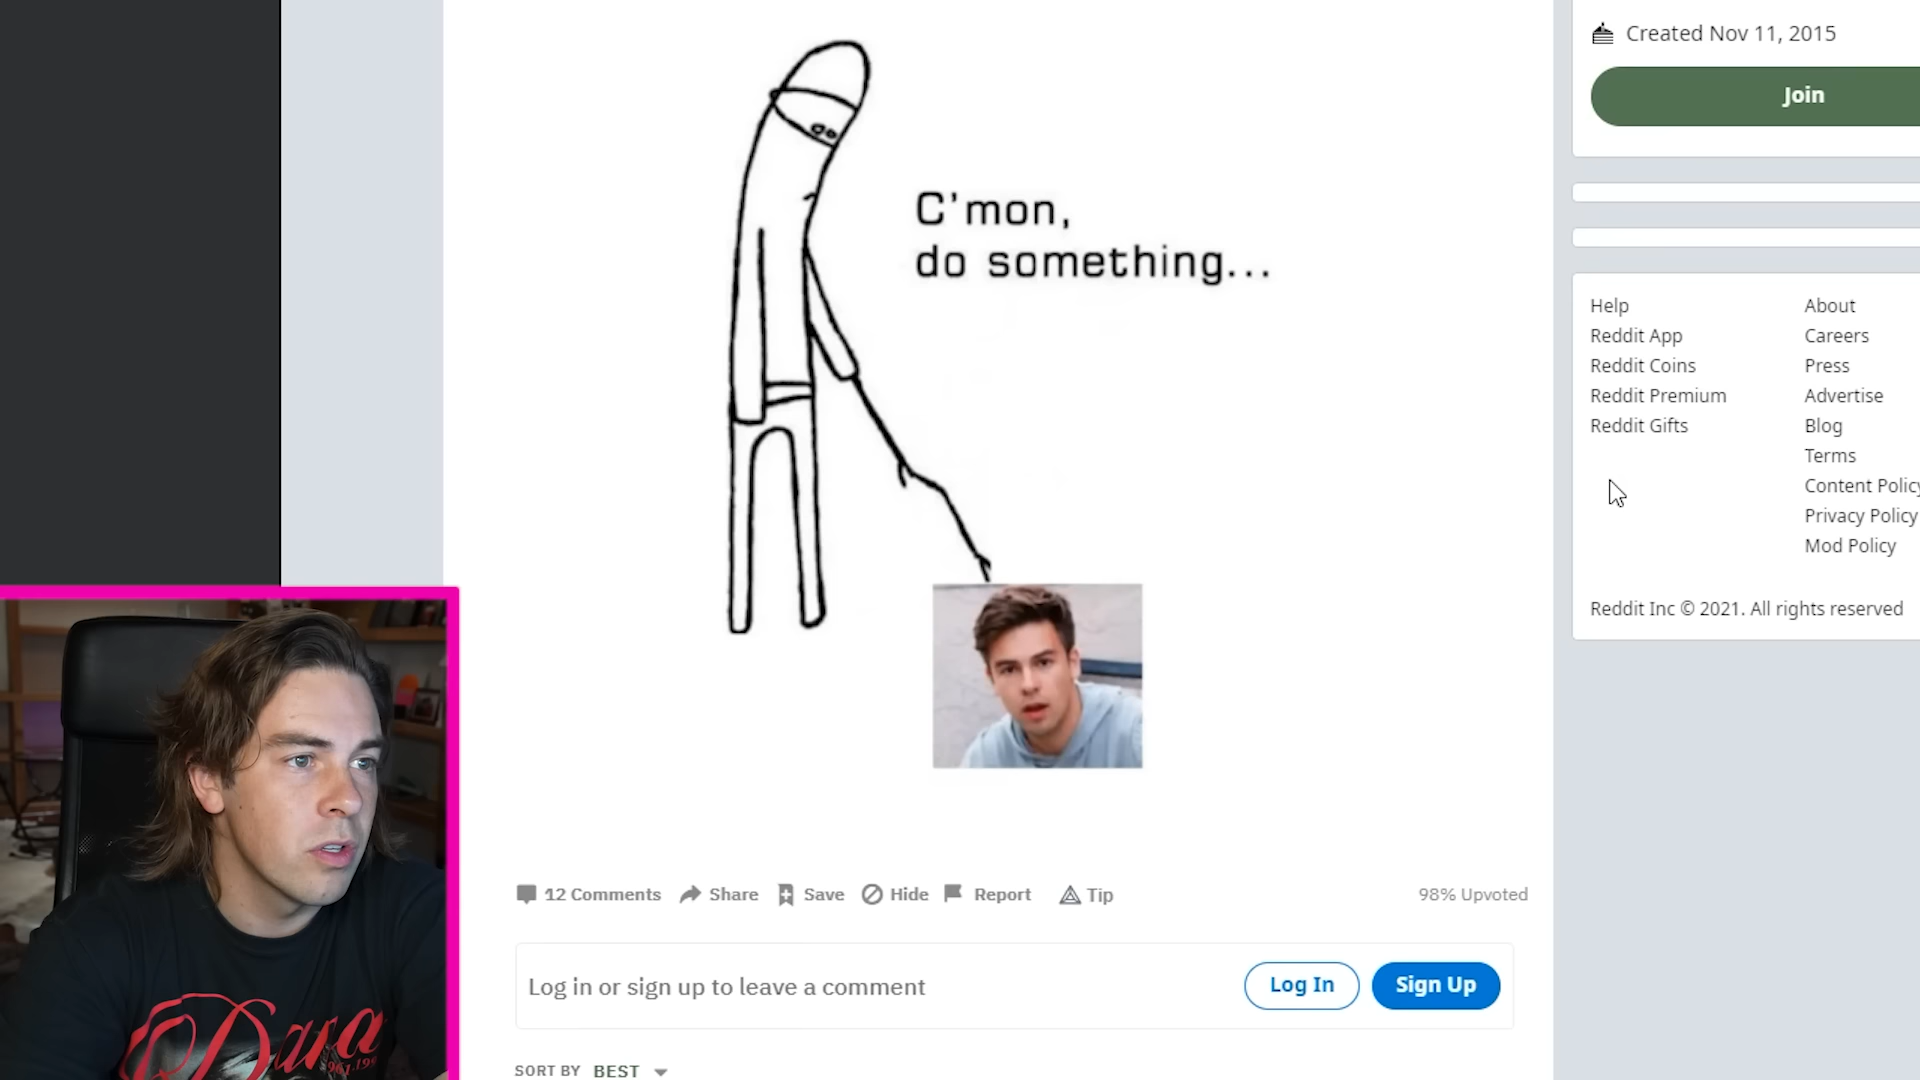 Created Nov 11, 2015
Join
C'mon,
do something...
Help
Reddit App
Reddit Coins
Reddit Premium
Reddit Gifts
About
Careers
Press
Advertise
Blog
Terms
Content Policy
Privacy Policy
Mod Policy
Reddit Inc © 2021. All rights reserved
12 Comments Share Save Hide Report Tip 98% Upvoted
Log in or sign up to leave a comment Log In Sign Up
SORT BY BEST